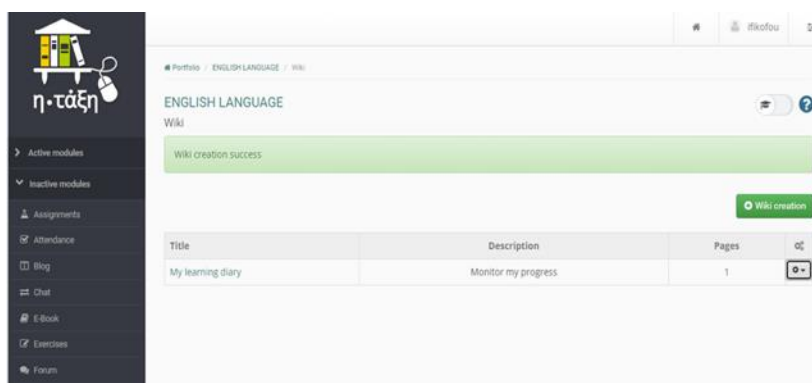 ifikofou
Portfolio / ENGLISH LANGUAGE / Wiki
η·τάξη
ENGLISH LANGUAGE
Wiki
Active modules
Wiki creation success
Inactive modules
Assignments
Wiki creation
Attendance
Title Description Pages
Blog
My learning diary Monitor my progress 1
Chat
E-Book
Exercises
Forum